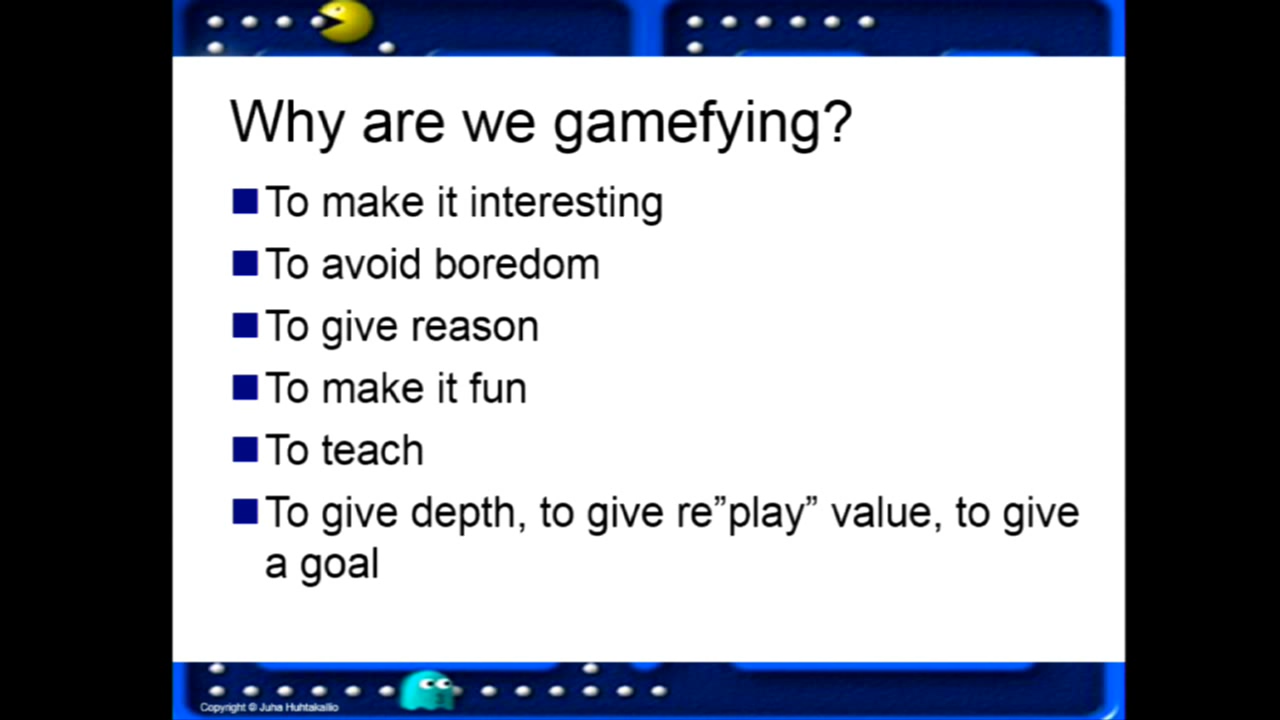 Why are we gamefying?
To make it interesting
To avoid boredom
To give reason
To make it fun
To teach
To give depth, to give re”play” value, to give
a goal
Copyright © Juha Huhtakallio